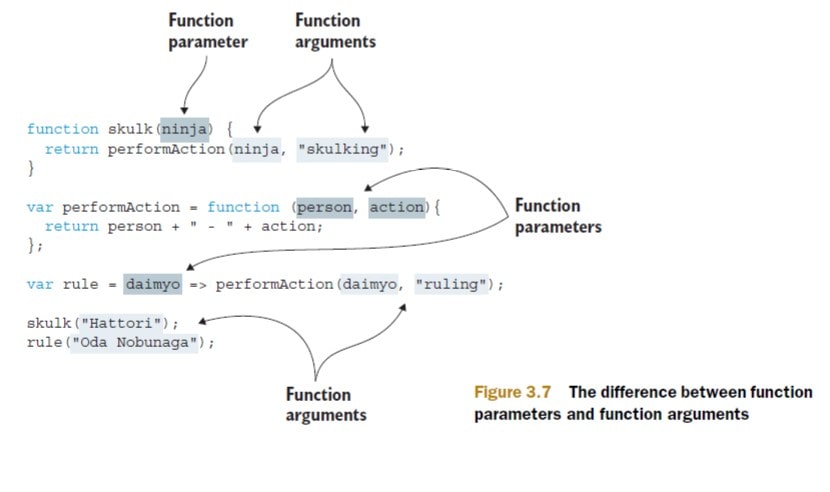 Function
parameter
Function
arguments
function skulk(ninja) {
  return performAction(ninja, "skulking");
}
var performAction = function (person, action){
  return person + " - " + action;
};
Function
parameters
var rule = daimyo => performAction(daimyo, "ruling");
skulk("Hattori");
rule("Oda Nobunaga");
Function
arguments
Figure 3.7 The difference between function
parameters and function arguments